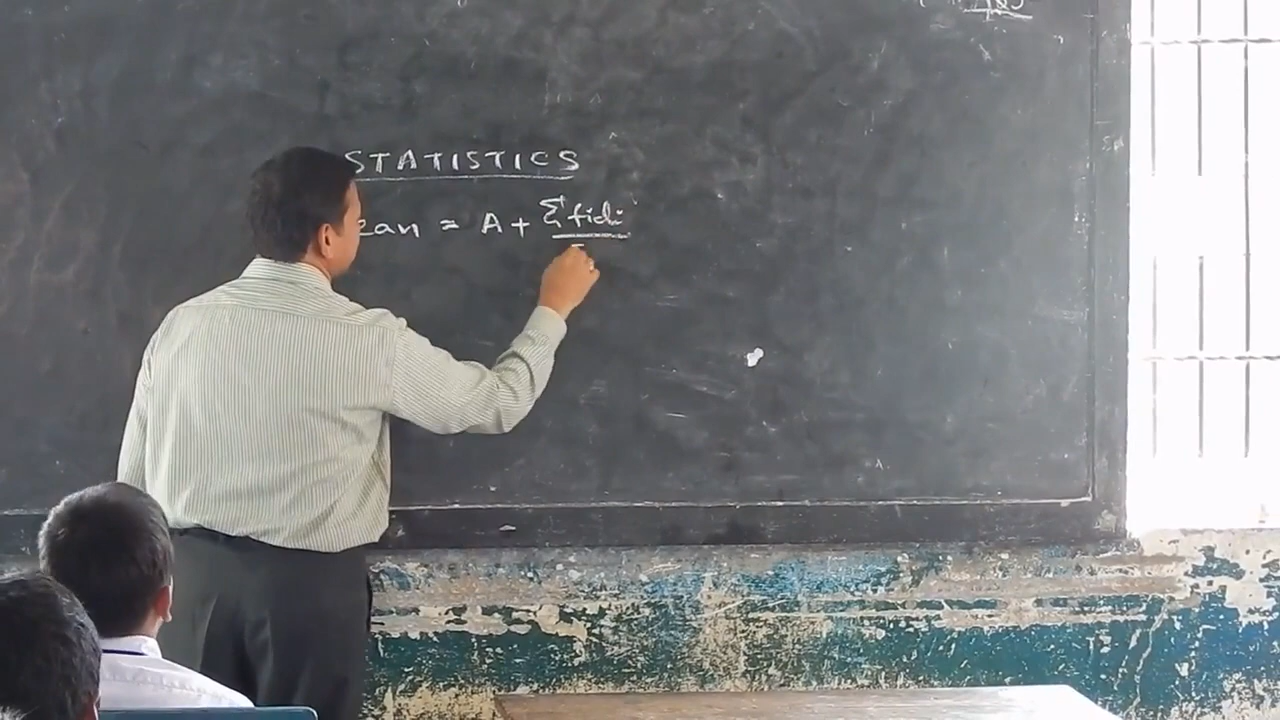 STATISTICS
ean = A + Σfidi